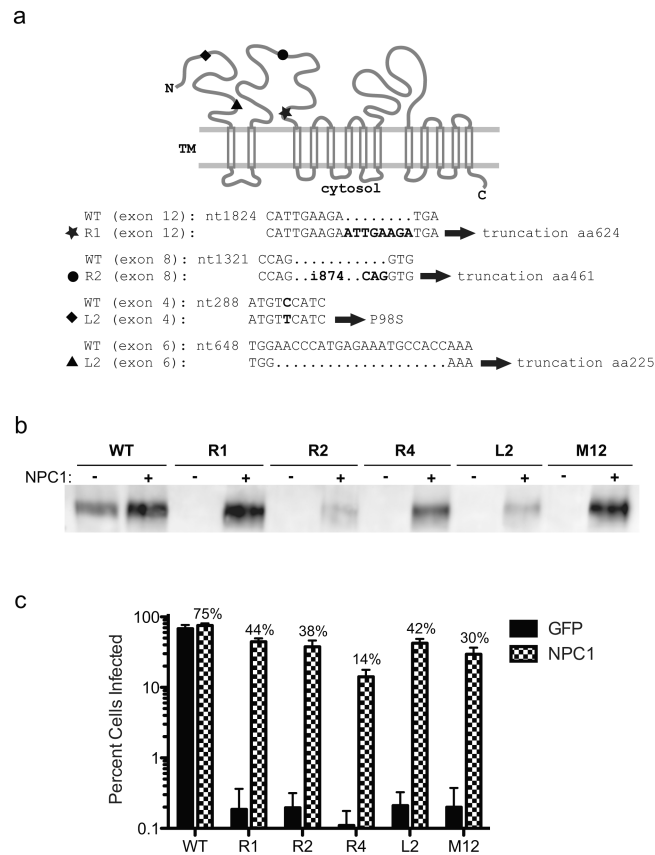 a
N
TM
cytosol
C
WT (exon 12): nt1824 CATTGAAGA........TGA
R1 (exon 12): CATTGAAGAATTGAAGATGA truncation aa624
WT (exon 8): nt1321 CCAG...........GTG
R2 (exon 8): CCAG..i874..CAGGTG truncation aa461
WT (exon 4): nt288 ATGTCCATC
L2 (exon 4): ATGTTCATC P98S
WT (exon 6): nt648 TGGAACCCATGAGAAATGCCACCAAA
L2 (exon 6): TGG....................AAA truncation aa225
b
WT R1 R2 R4 L2 M12
NPC1: - + - + - + - + - + - +
c
Percent Cells Infected
100
10
1
0.1
75%
44%
38%
14%
42%
30%
WT R1 R2 R4 L2 M12
GFP
NPC1